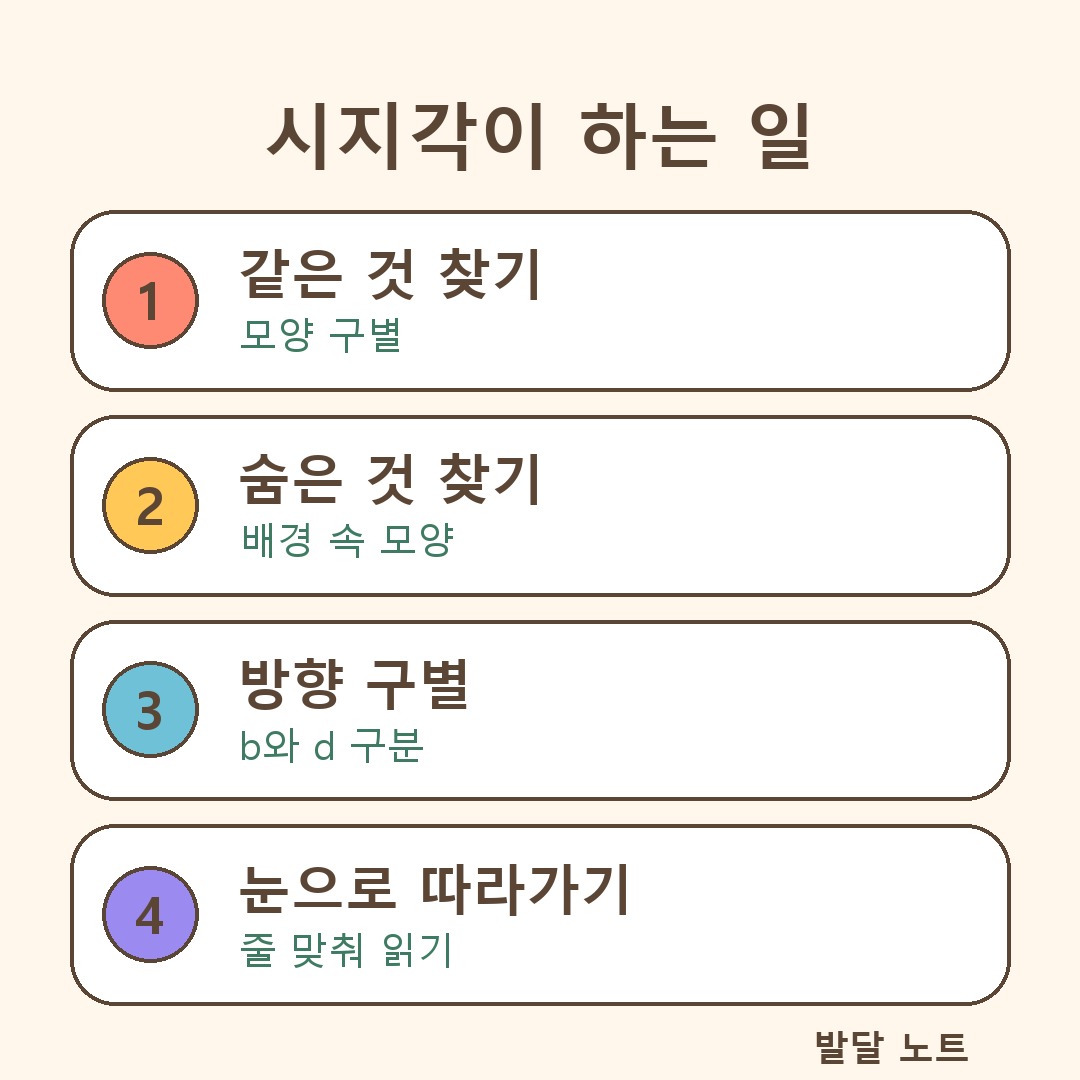 시지각이 하는 일
1
같은 것 찾기
모양 구별
2
숨은 것 찾기
배경 속 모양
3
방향 구별
b와 d 구분
4
눈으로 따라가기
줄 맞춰 읽기
발달 노트